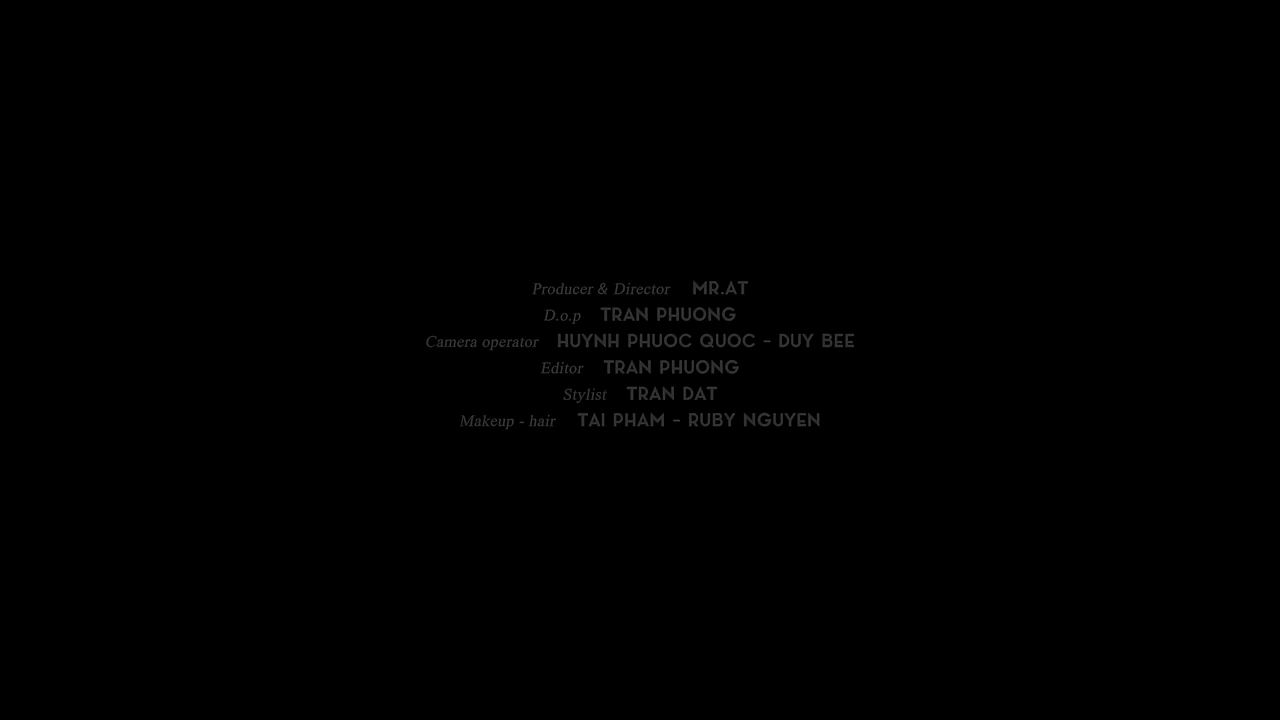 Producer & Director MR.AT
D.o.p TRAN PHUONG
Camera operator HUYNH PHUOC QUOC - DUY BEE
Editor TRAN PHUONG
Stylist TRAN DAT
Makeup - hair TAI PHAM - RUBY NGUYEN